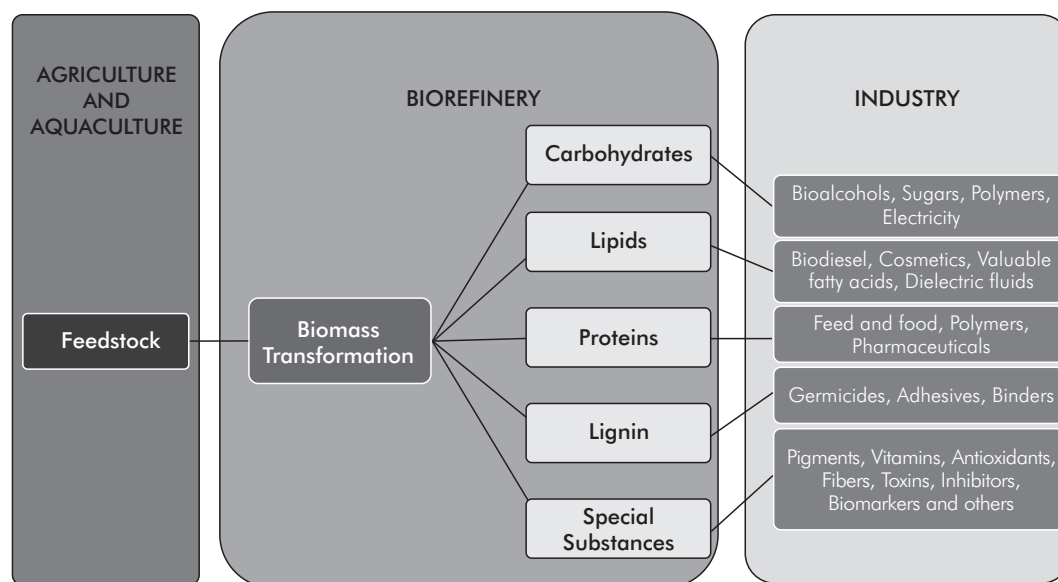 AGRICULTURE
AND
AQUACULTURE
Feedstock
BIOREFINERY
Biomass
Transformation
Carbohydrates
Lipids
Proteins
Lignin
Special
Substances
INDUSTRY
Bioalcohols, Sugars, Polymers,
Electricity
Biodiesel, Cosmetics, Valuable
fatty acids, Dielectric fluids
Feed and food, Polymers,
Pharmaceuticals
Germicides, Adhesives, Binders
Pigments, Vitamins, Antioxidants,
Fibers, Toxins, Inhibitors,
Biomarkers and others